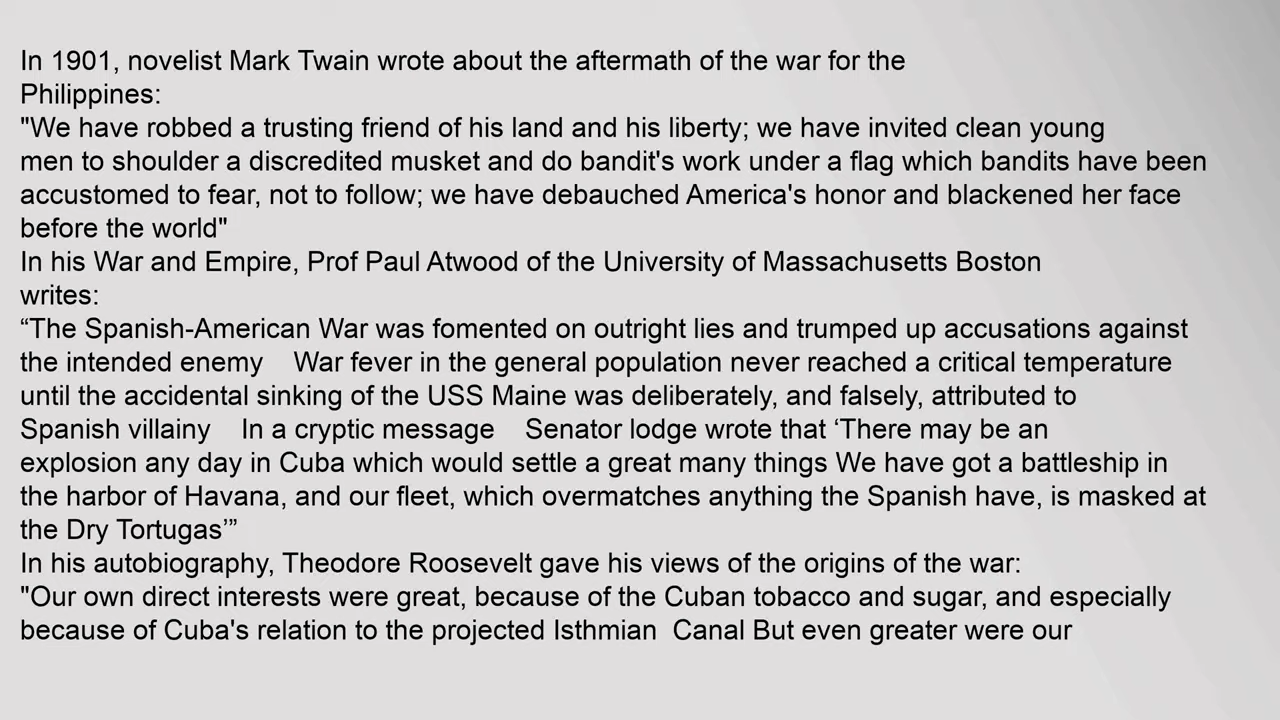 In 1901, novelist Mark Twain wrote about the aftermath of the war for the
Philippines:
"We have robbed a trusting friend of his land and his liberty; we have invited clean young
men to shoulder a discredited musket and do bandit's work under a flag which bandits have been
accustomed to fear, not to follow; we have debauched America's honor and blackened her face
before the world"
In his War and Empire, Prof Paul Atwood of the University of Massachusetts Boston
writes:
“The Spanish-American War was fomented on outright lies and trumped up accusations against
the intended enemy    War fever in the general population never reached a critical temperature
until the accidental sinking of the USS Maine was deliberately, and falsely, attributed to
Spanish villainy    In a cryptic message    Senator lodge wrote that ‘There may be an
explosion any day in Cuba which would settle a great many things We have got a battleship in
the harbor of Havana, and our fleet, which overmatches anything the Spanish have, is masked at
the Dry Tortugas’”
In his autobiography, Theodore Roosevelt gave his views of the origins of the war:
"Our own direct interests were great, because of the Cuban tobacco and sugar, and especially
because of Cuba's relation to the projected Isthmian  Canal But even greater were our